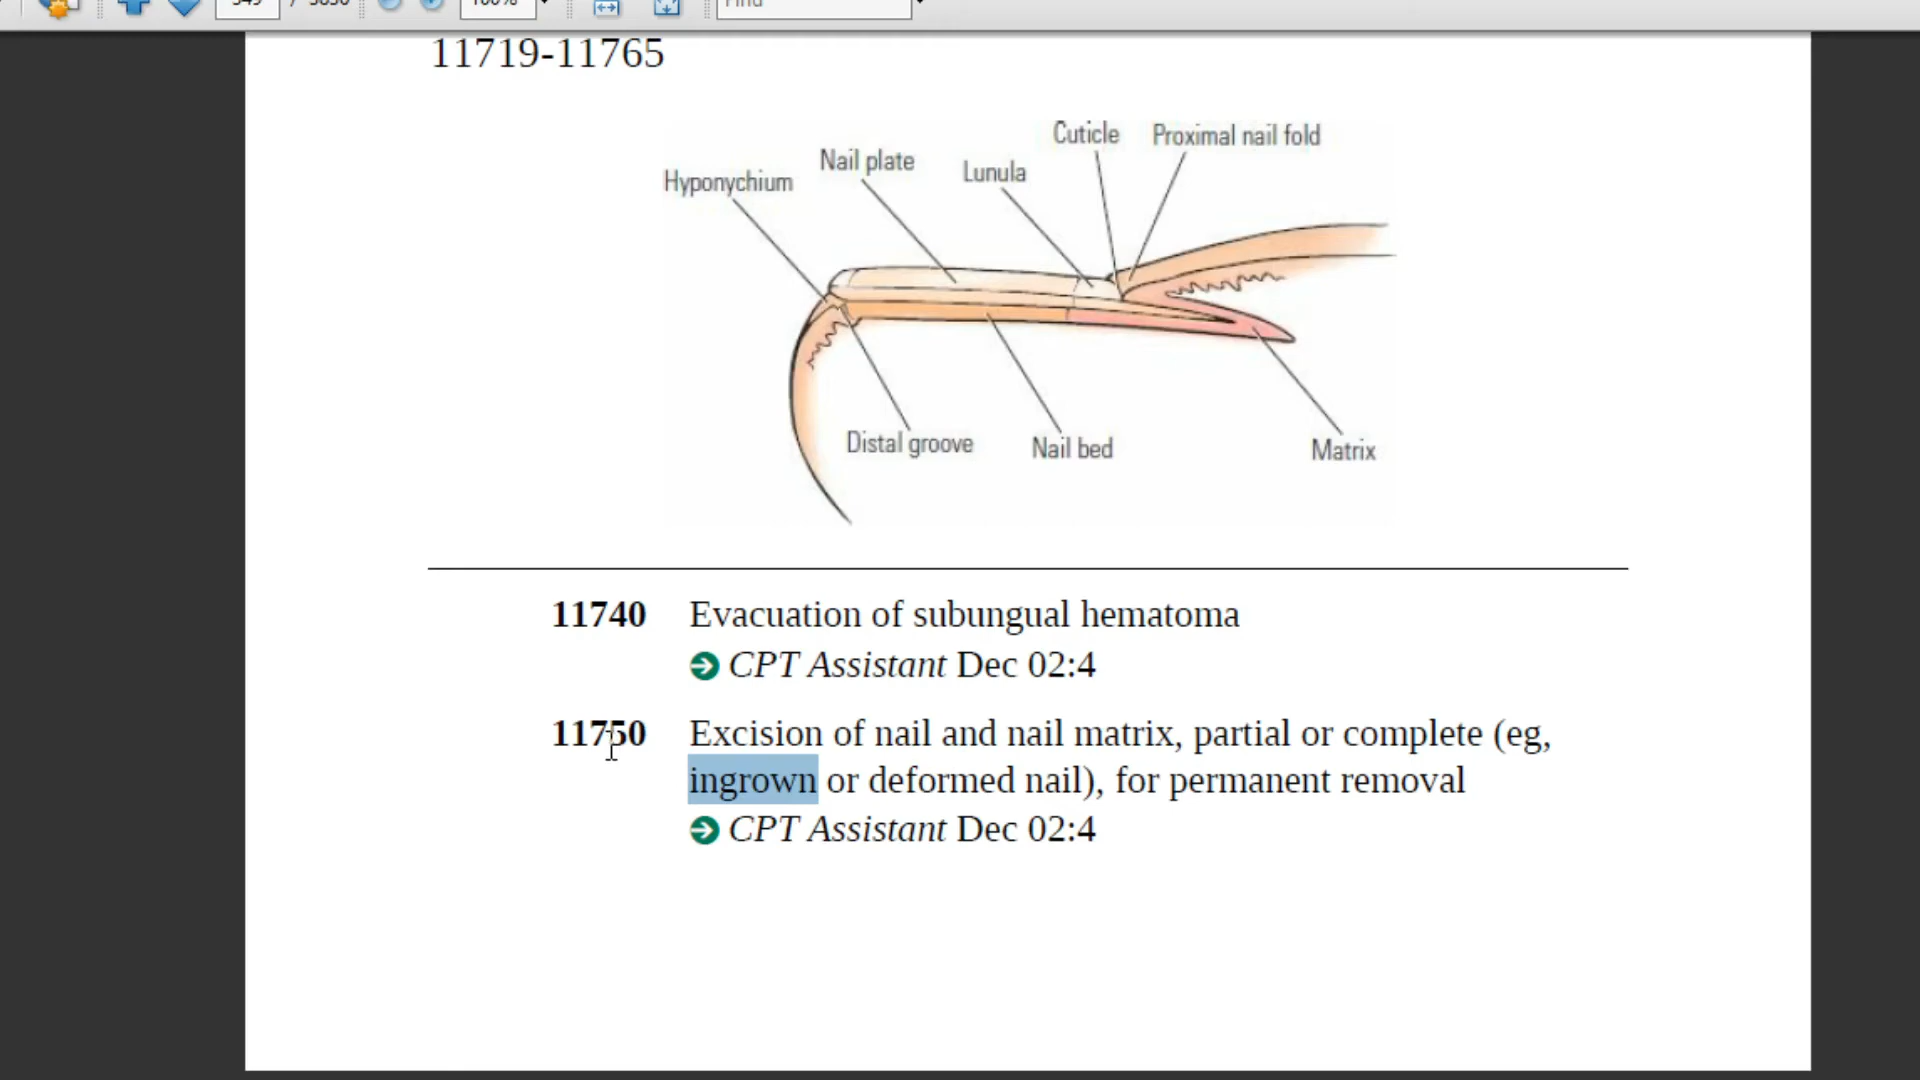 100%
Find
11719-11765
Cuticle
Proximal nail fold
Nail plate
Lunula
Hyponychium
Distal groove
Nail bed
Matrix
11740 Evacuation of subungual hematoma
CPT Assistant Dec 02:4
11750 Excision of nail and nail matrix, partial or complete (eg,
ingrown or deformed nail), for permanent removal
CPT Assistant Dec 02:4